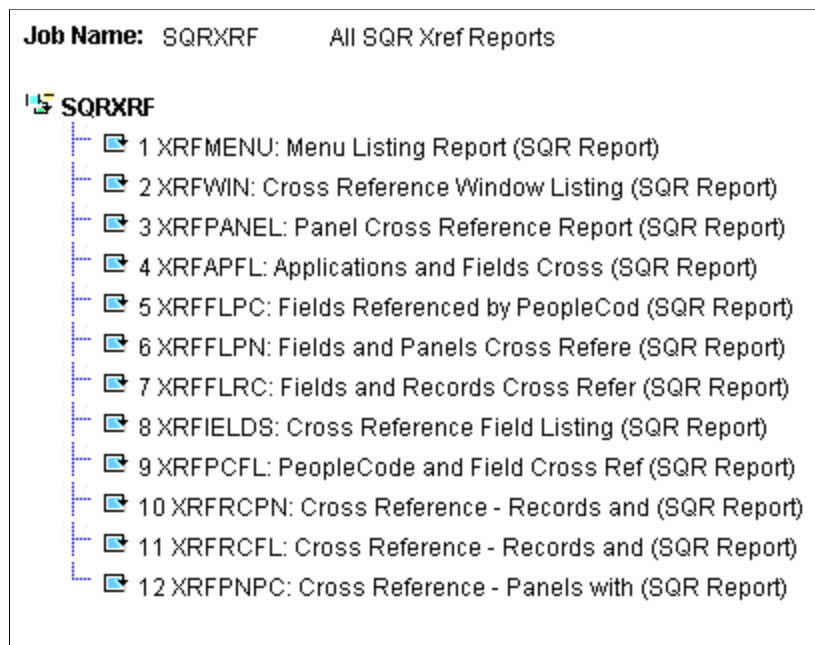 Job Name: SQRXRF All SQR Xref Reports
SQRXRF
1 XRFMENU: Menu Listing Report (SQR Report)
2 XRFWIN: Cross Reference Window Listing (SQR Report)
3 XRFPANEL: Panel Cross Reference Report (SQR Report)
4 XRFAPFL: Applications and Fields Cross (SQR Report)
5 XRFFLPC: Fields Referenced by PeopleCod (SQR Report)
6 XRFFLPN: Fields and Panels Cross Refere (SQR Report)
7 XRFFLRC: Fields and Records Cross Refer (SQR Report)
8 XRFIELDS: Cross Reference Field Listing (SQR Report)
9 XRFPCFL: PeopleCode and Field Cross Ref (SQR Report)
10 XRFRCPN: Cross Reference - Records and (SQR Report)
11 XRFRCFL: Cross Reference - Records and (SQR Report)
12 XRFPNPC: Cross Reference - Panels with (SQR Report)